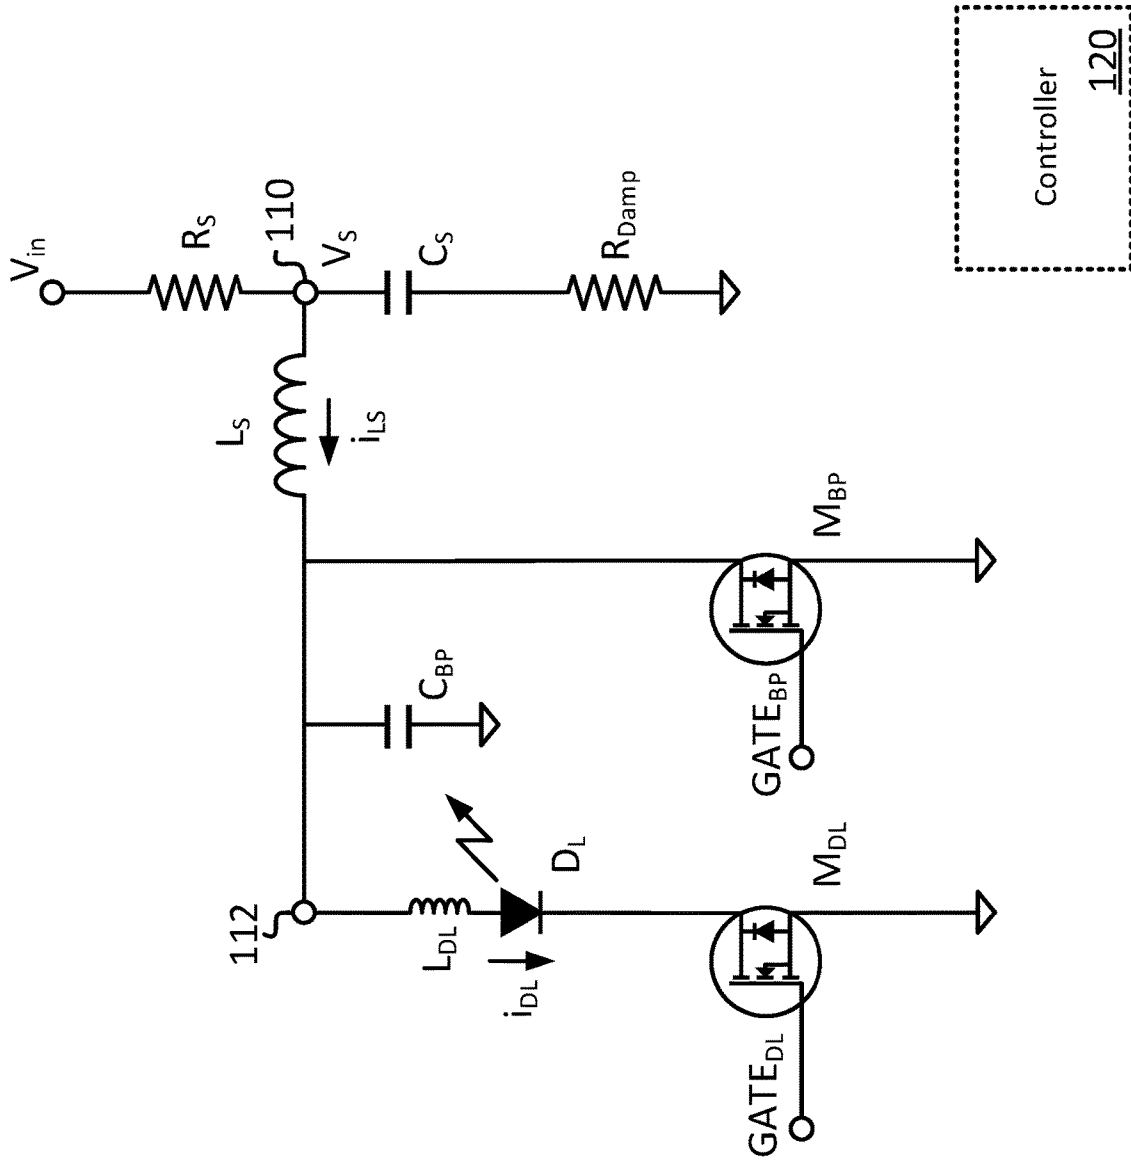 V_in
R_S
110
V_S
C_S
R_Damp
L_S
i_LS
C_BP
M_BP
GATE_BP
112
L_DL
i_DL
D_L
M_DL
GATE_DL
Controller
120